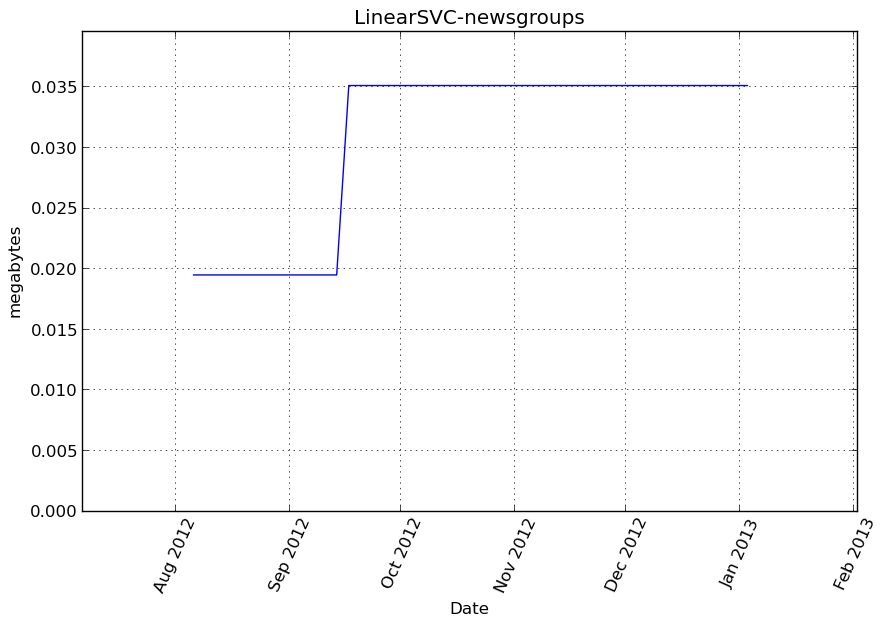 LinearSVC-newsgroups
0.035
0.030
0.025
0.020
0.015
0.010
0.005
0.000
megabytes
Aug 2012
Sep 2012
Oct 2012
Nov 2012
Dec 2012
Jan 2013
Feb 2013
Date